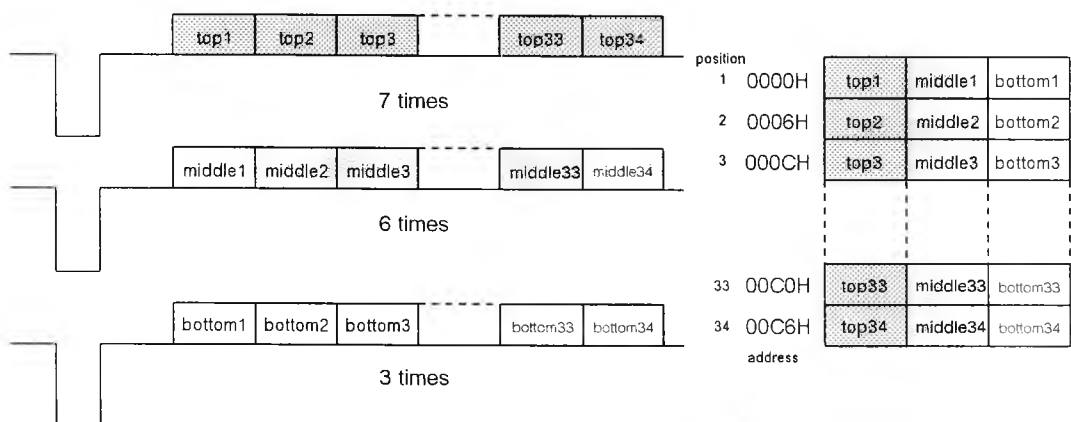 top1 top2 top3 top33 top34
7 times
middle1 middle2 middle3 middle33 middle34
6 times
bottom1 bottom2 bottom3 bottom33 bottom34
3 times
position
1 0000H top1 middle1 bottom1
2 0006H top2 middle2 bottom2
3 000CH top3 middle3 bottom3
33 00C0H top33 middle33 bottom33
34 00C6H top34 middle34 bottom34
address